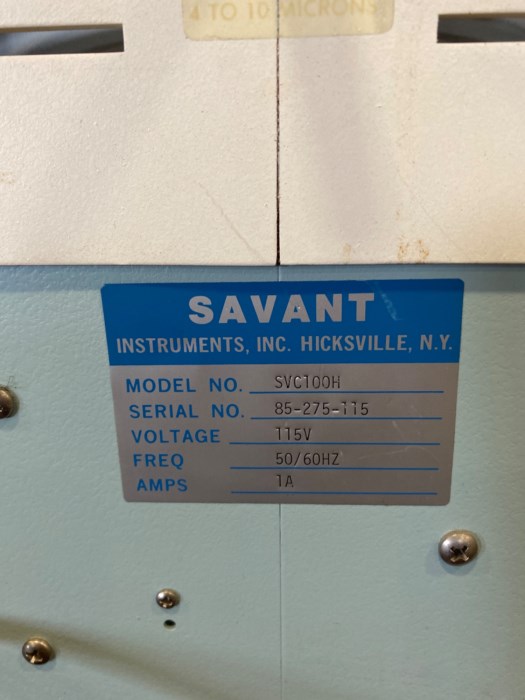 4 TO 10 MICRONS
SAVANT
INSTRUMENTS, INC. HICKSVILLE, N.Y.
MODEL NO. SVC100H
SERIAL NO. 85-275-115
VOLTAGE 115V
FREQ 50/60HZ
AMPS 1A